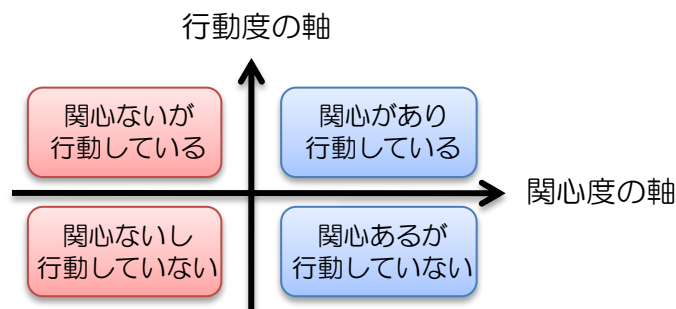 行動度の軸
関心ないが
行動している
関心があり
行動している
関心度の軸
関心ないし
行動していない
関心あるが
行動していない